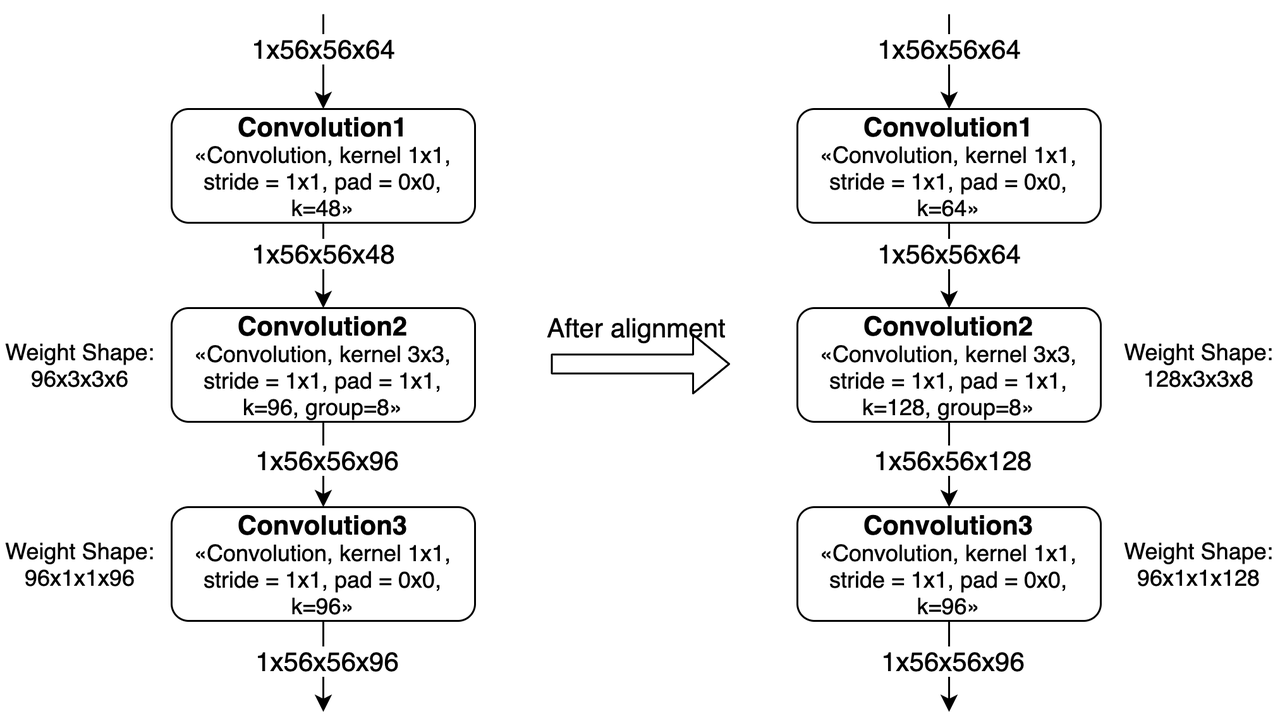 1x56x56x64
Convolution1
«Convolution, kernel 1x1,
stride = 1x1, pad = 0x0,
k=48»
1x56x56x48
Weight Shape:
96x3x3x6
Convolution2
«Convolution, kernel 3x3,
stride = 1x1, pad = 1x1,
k=96, group=8»
1x56x56x96
Weight Shape:
96x1x1x96
Convolution3
«Convolution, kernel 1x1,
stride = 1x1, pad = 0x0,
k=96»
1x56x56x96
After alignment
1x56x56x64
Convolution1
«Convolution, kernel 1x1,
stride = 1x1, pad = 0x0,
k=64»
1x56x56x64
Convolution2
«Convolution, kernel 3x3,
stride = 1x1, pad = 1x1,
k=128, group=8»
Weight Shape:
128x3x3x8
1x56x56x128
Convolution3
«Convolution, kernel 1x1,
stride = 1x1, pad = 0x0,
k=96»
Weight Shape:
96x1x1x128
1x56x56x96